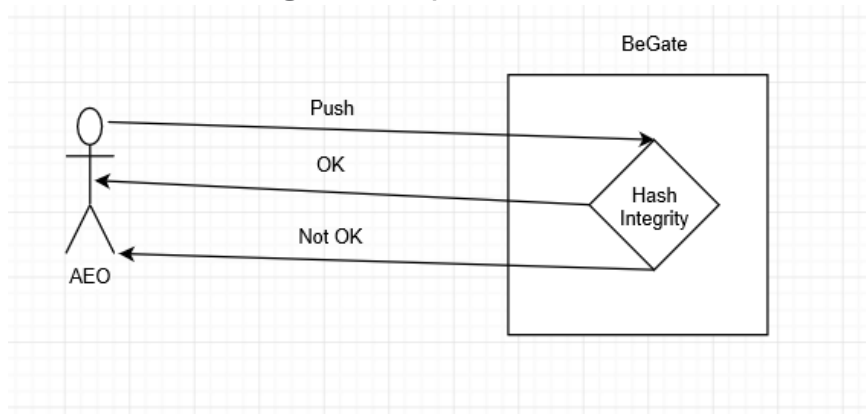 BeGate
Push
OK
Hash
Integrity
Not OK
AEO